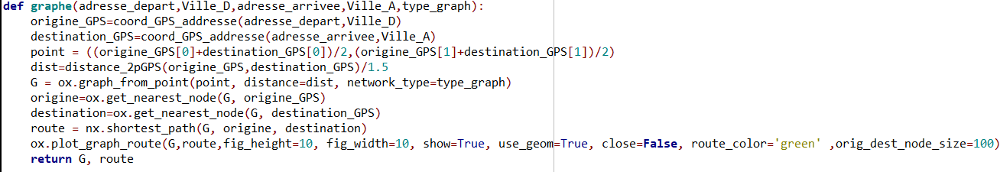 def graphe(adresse_depart,Ville_D,adresse_arrivee,Ville_A,type_graph):
    origine_GPS=coord_GPS_addresse(adresse_depart,Ville_D)
    destination_GPS=coord_GPS_addresse(adresse_arrivee,Ville_A)
    point = ((origine_GPS[0]+destination_GPS[0])/2,(origine_GPS[1]+destination_GPS[1])/2)
    dist=distance_2pGPS(origine_GPS,destination_GPS)/1.5
    G = ox.graph_from_point(point, distance=dist, network_type=type_graph)
    origine=ox.get_nearest_node(G, origine_GPS)
    destination=ox.get_nearest_node(G, destination_GPS)
    route = nx.shortest_path(G, origine, destination)
    ox.plot_graph_route(G,route,fig_height=10, fig_width=10, show=True, use_geom=True, close=False, route_color='green' ,orig_dest_node_size=100)
    return G, route